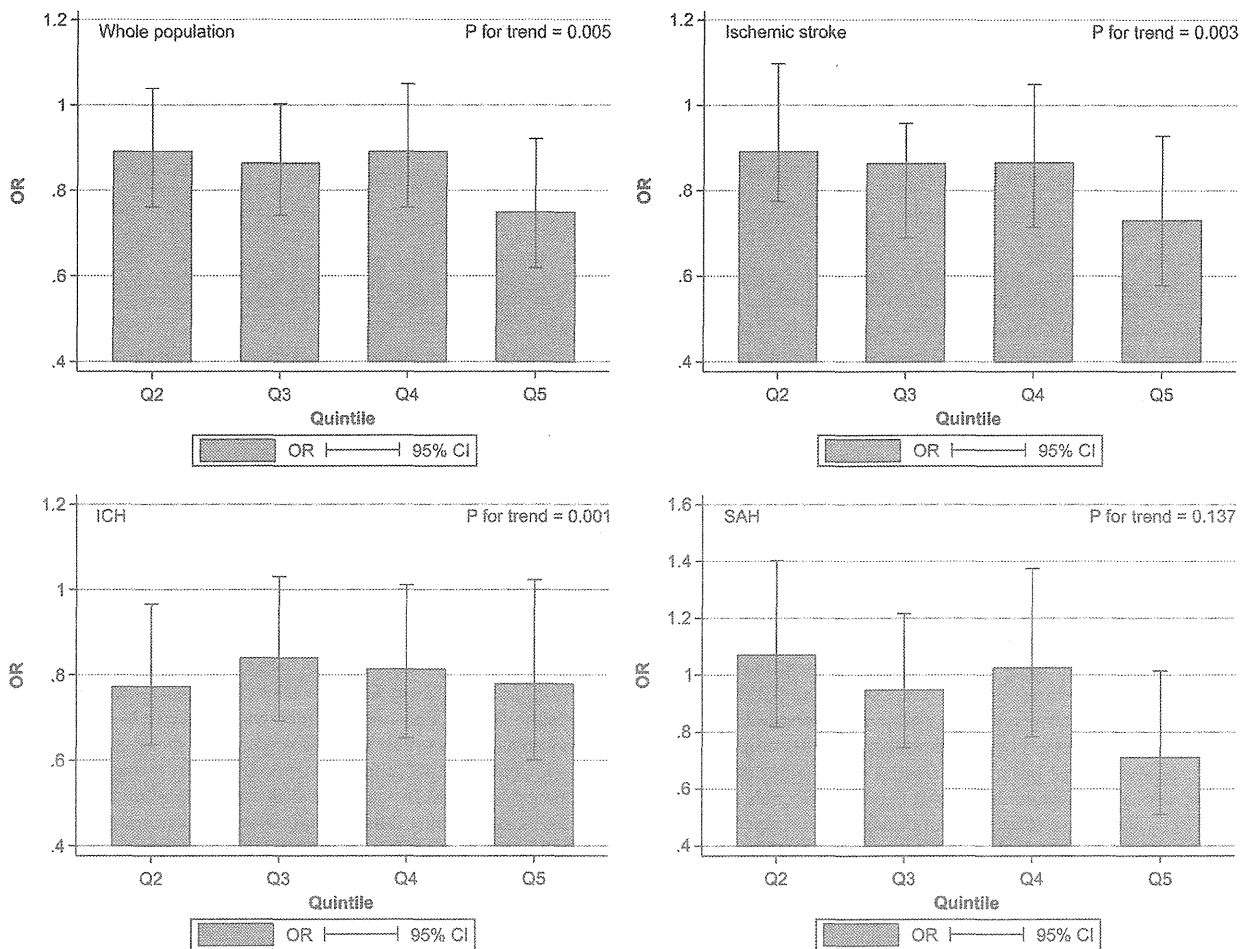 Whole population P for trend = 0.005
1.2
1
.8
.6
.4
OR
Q2 Q3 Q4 Q5
Quintile
OR 95% CI
Ischemic stroke P for trend = 0.003
1.2
1
.8
.6
.4
OR
Q2 Q3 Q4 Q5
Quintile
OR 95% CI
ICH P for trend = 0.001
1.2
1
.8
.6
.4
OR
Q2 Q3 Q4 Q5
Quintile
OR 95% CI
SAH P for trend = 0.137
1.6
1.4
1.2
1
.8
.6
.4
OR
Q2 Q3 Q4 Q5
Quintile
OR 95% CI